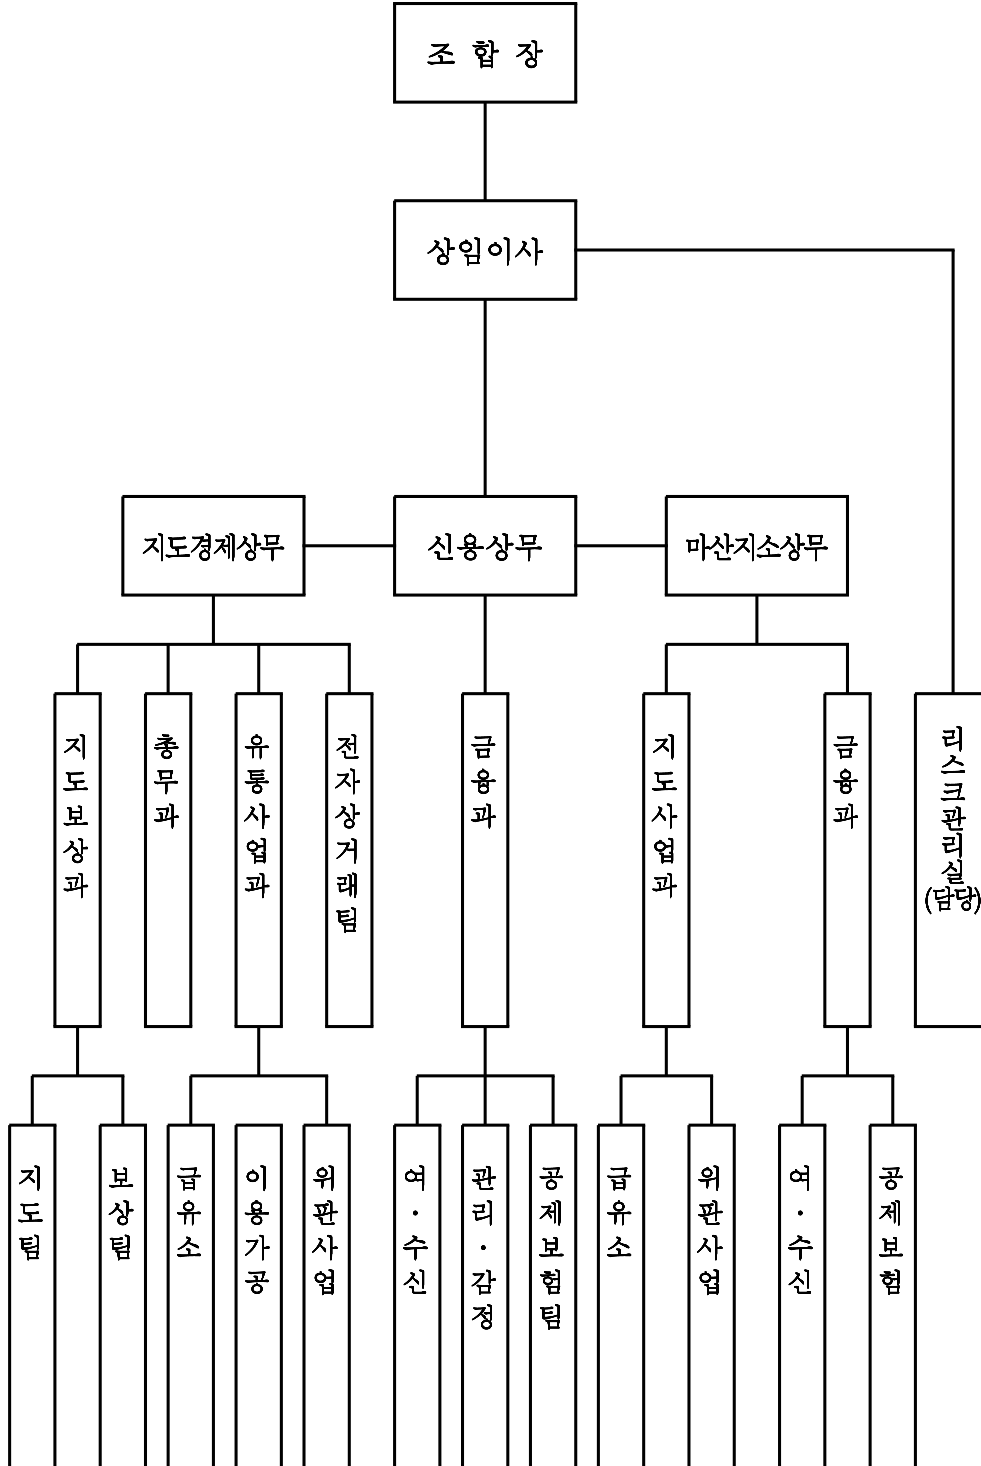 조 합 장
상임이사
지도경제상무
신용상무
마산지소상무
지도보상과
총무과
유통사업과
전자상거래팀
금융과
지도사업과
금융과
리스크관리실
(담당)
지도팀
보상팀
급유소
이용가공
위판사업
여·수신
관리·감정
공제보험팀
급유소
위판사업
여·수신
공제보험